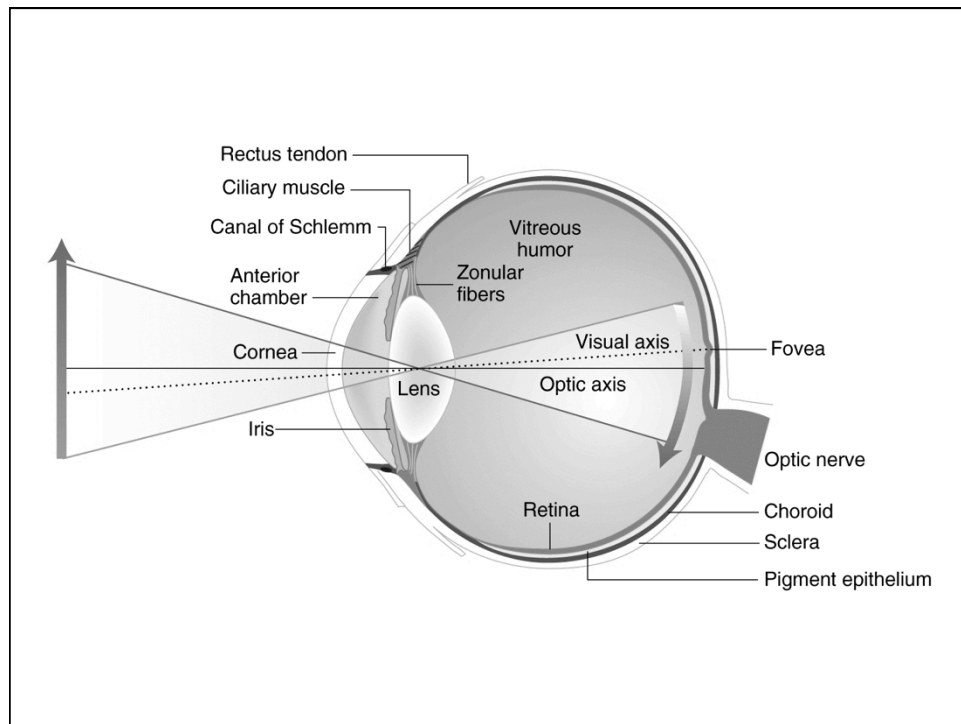 Rectus tendon
Ciliary muscle
Canal of Schlemm
Vitreous
humor
Anterior
chamber
Zonular
fibers
Cornea
Visual axis
Fovea
Lens
Optic axis
Iris
Optic nerve
Retina
Choroid
Sclera
Pigment epithelium